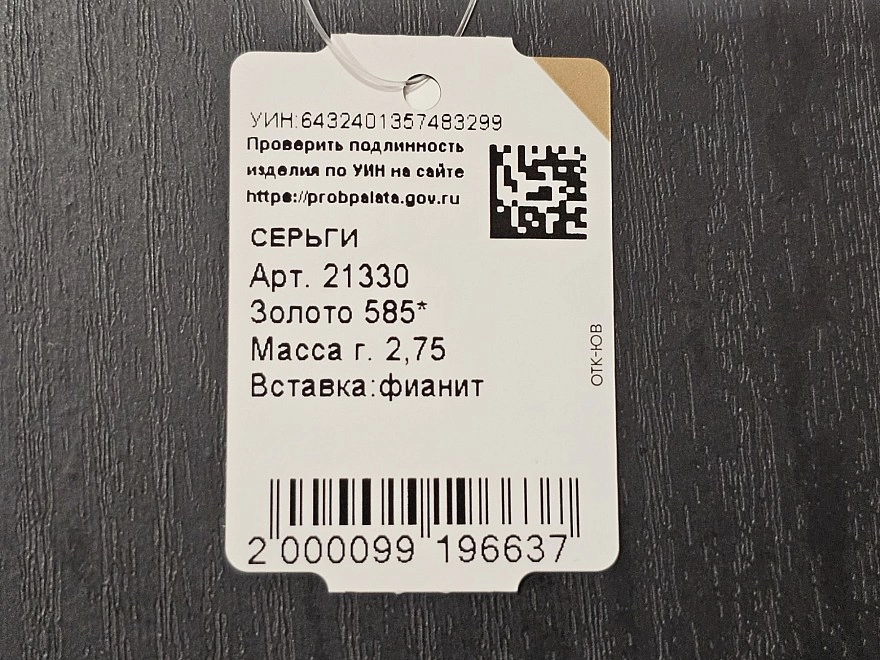 УИН:6432401357483299
Проверить подлинность
изделия по УИН на сайте
https://probpalata.gov.ru
СЕРЬГИ
Арт. 21330
Золото 585*
Масса г. 2,75
Вставка:фианит
ОТК-ЮВ
2 000099 196637